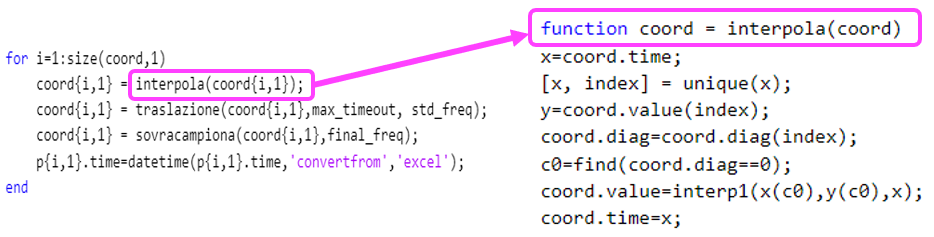 for i=1:size(coord,1)
coord{i,1} = interpola(coord{i,1});
coord{i,1} = traslazione(coord{i,1},max_timeout, std_freq);
coord{i,1} = sovracampiona(coord{i,1},final_freq);
p{i,1}.time=datetime(p{i,1}.time,'convertfrom','excel');
end
function coord = interpola(coord)
x=coord.time;
[x, index] = unique(x);
y=coord.value(index);
coord.diag=coord.diag(index);
c0=find(coord.diag==0);
coord.value=interp1(x(c0),y(c0),x);
coord.time=x;